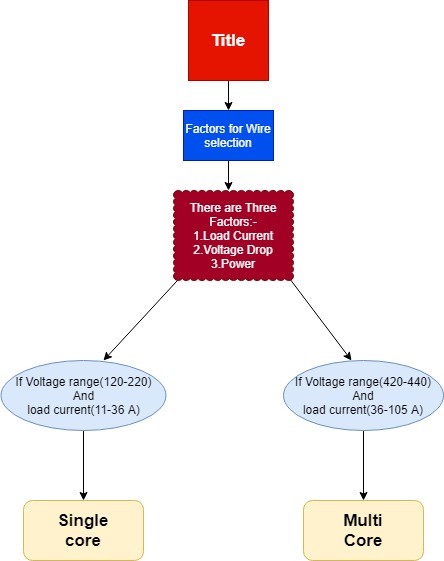 Title
Factors for Wire
selection
There are Three
Factors:-
1.Load Current
2.Voltage Drop
3.Power
If Voltage range(120-220)
And
load current(11-36 A)
If Voltage range(420-440)
And
load current(36-105 A)
Single
core
Multi
Core